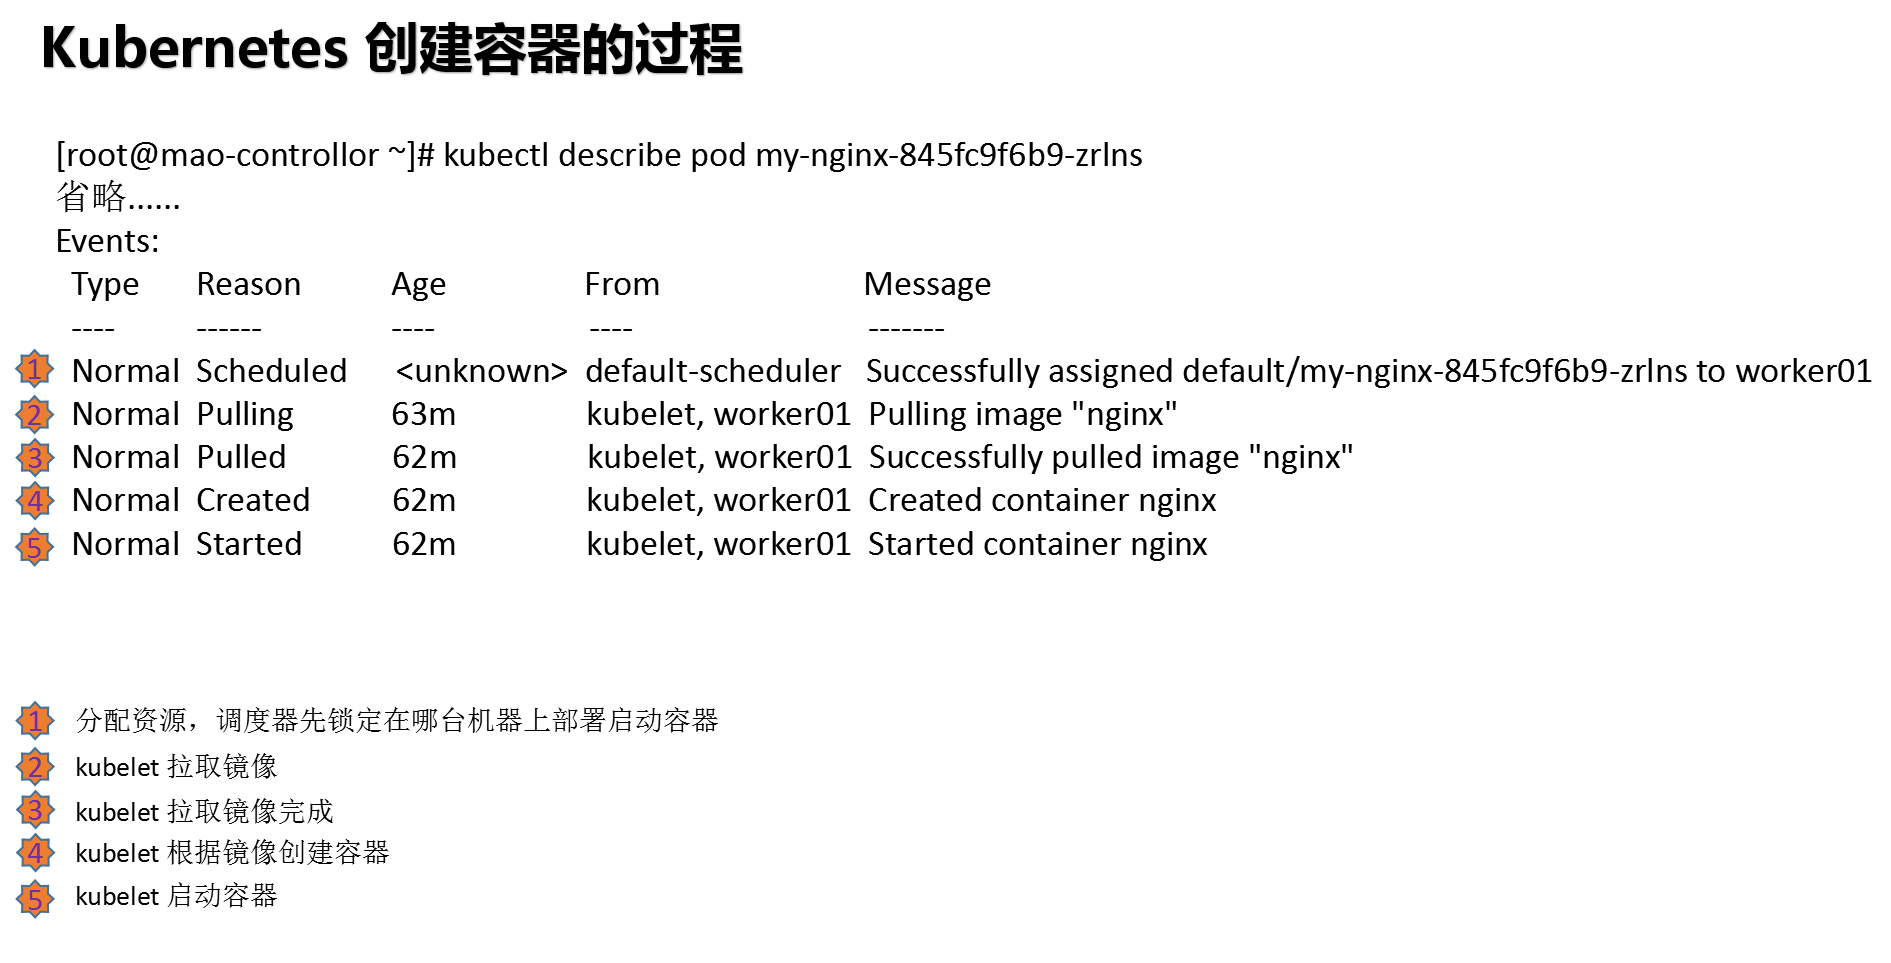 Kubernetes 创建容器的过程
[root@mao-controllor ~]# kubectl describe pod my-nginx-845fc9f6b9-zrlns
省略......
Events:
Type Reason Age From Message
---- ------ ---- ---- -------
1 Normal Scheduled <unknown> default-scheduler Successfully assigned default/my-nginx-845fc9f6b9-zrlns to worker01
2 Normal Pulling 63m kubelet, worker01 Pulling image "nginx"
3 Normal Pulled 62m kubelet, worker01 Successfully pulled image "nginx"
4 Normal Created 62m kubelet, worker01 Created container nginx
5 Normal Started 62m kubelet, worker01 Started container nginx
1 分配资源，调度器先锁定在哪台机器上部署启动容器
2 kubelet 拉取镜像
3 kubelet 拉取镜像完成
4 kubelet 根据镜像创建容器
5 kubelet 启动容器